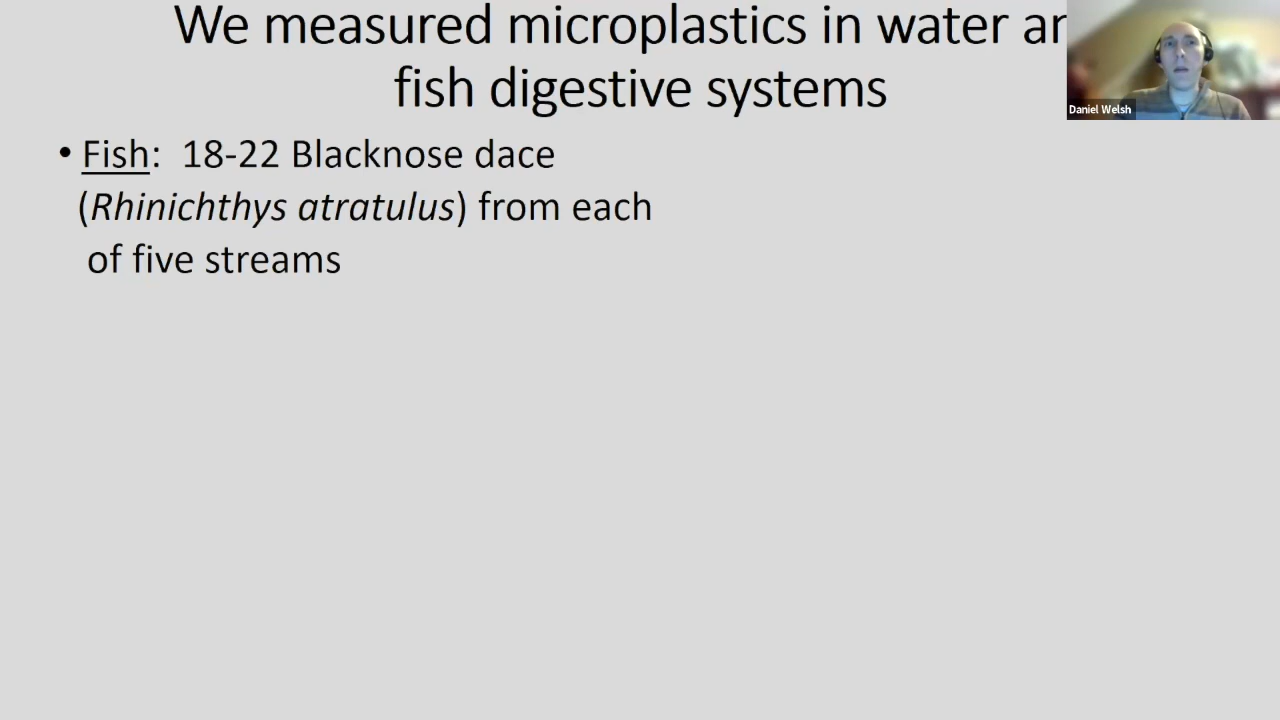 We measured microplastics in water
fish digestive systems
Daniel Welsh
• Fish: 18-22 Blacknose dace
(Rhinichthys atratulus) from each
of five streams